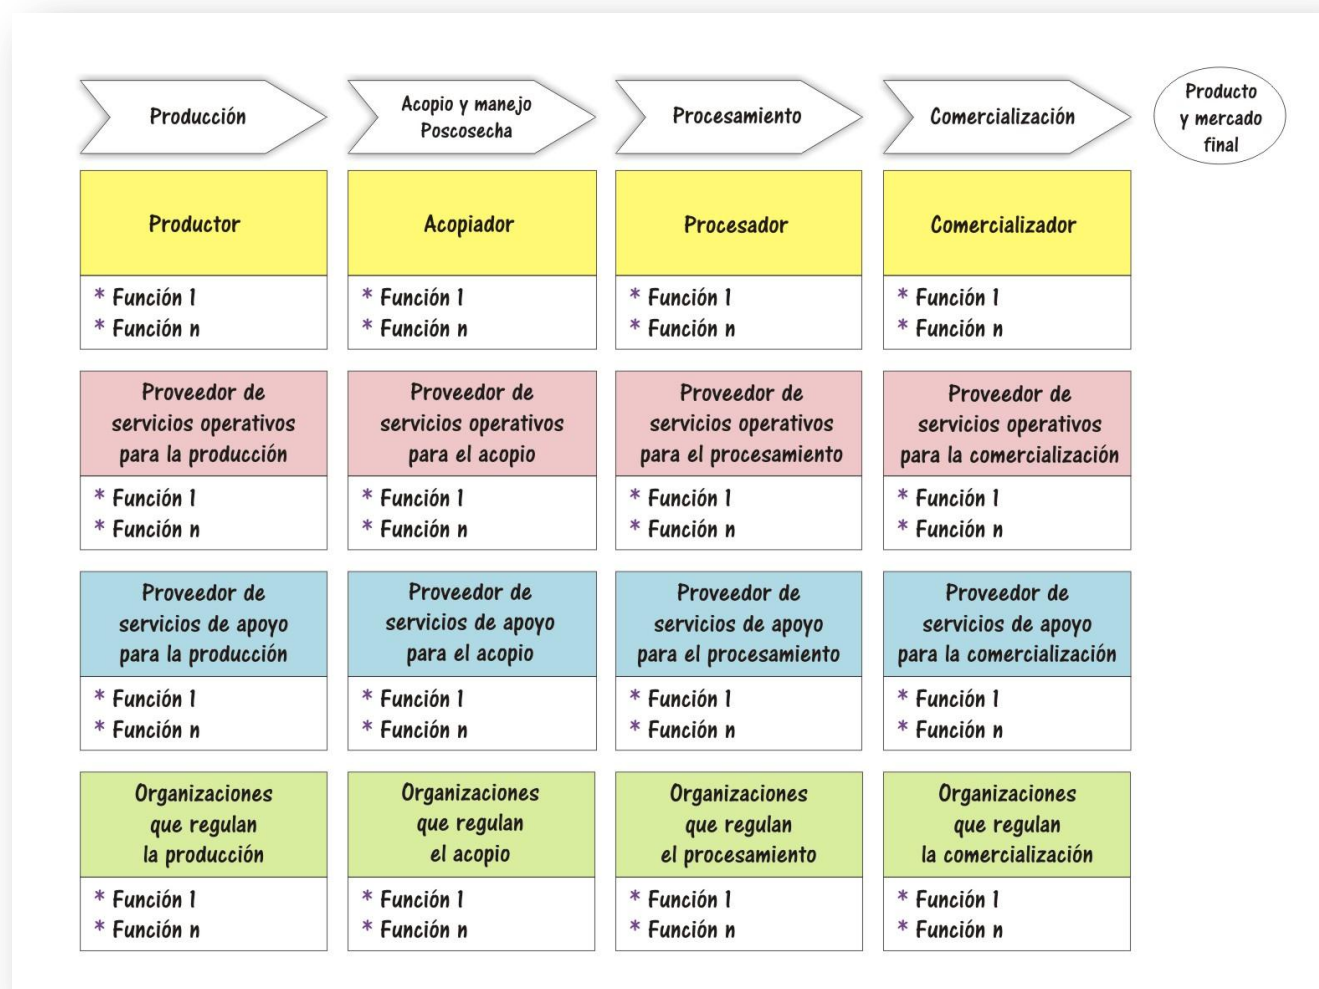 Producción
Acopio y manejo
Poscosecha
Procesamiento
Comercialización
Producto
y mercado
final
Productor
* Función 1
* Función n
Acopiador
* Función 1
* Función n
Procesador
* Función 1
* Función n
Comercializador
* Función 1
* Función n
Proveedor de
servicios operativos
para la producción
* Función 1
* Función n
Proveedor de
servicios operativos
para el acopio
* Función 1
* Función n
Proveedor de
servicios operativos
para el procesamiento
* Función 1
* Función n
Proveedor de
servicios operativos
para la comercialización
* Función 1
* Función n
Proveedor de
servicios de apoyo
para la producción
* Función 1
* Función n
Proveedor de
servicios de apoyo
para el acopio
* Función 1
* Función n
Proveedor de
servicios de apoyo
para el procesamiento
* Función 1
* Función n
Proveedor de
servicios de apoyo
para la comercialización
* Función 1
* Función n
Organizaciones
que regulan
la producción
* Función 1
* Función n
Organizaciones
que regulan
el acopio
* Función 1
* Función n
Organizaciones
que regulan
el procesamiento
* Función 1
* Función n
Organizaciones
que regulan
la comercialización
* Función 1
* Función n